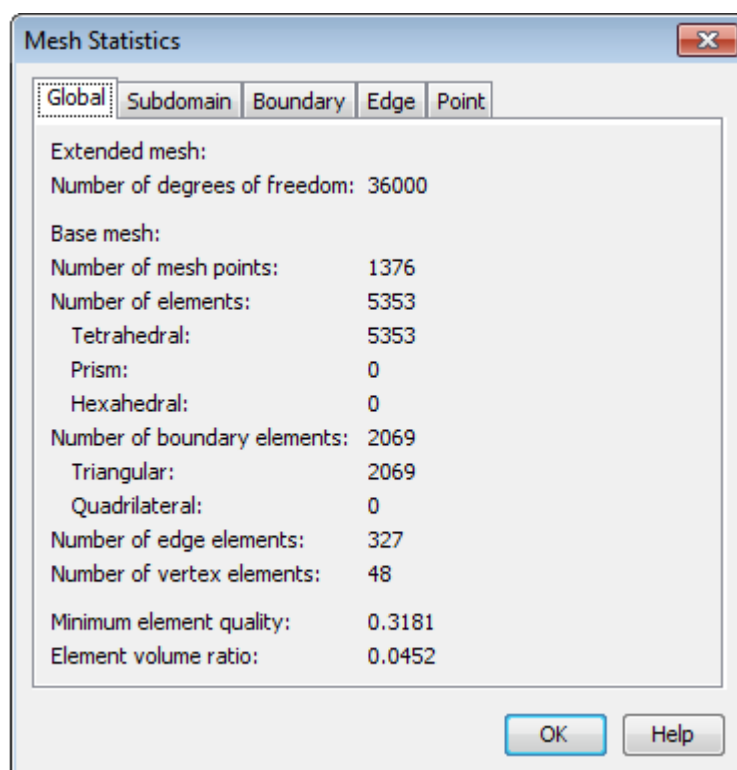 Mesh Statistics
Global Subdomain Boundary Edge Point
Extended mesh:
Number of degrees of freedom: 36000
Base mesh:
Number of mesh points: 1376
Number of elements: 5353
Tetrahedral: 5353
Prism: 0
Hexahedral: 0
Number of boundary elements: 2069
Triangular: 2069
Quadrilateral: 0
Number of edge elements: 327
Number of vertex elements: 48
Minimum element quality: 0.3181
Element volume ratio: 0.0452
OK Help